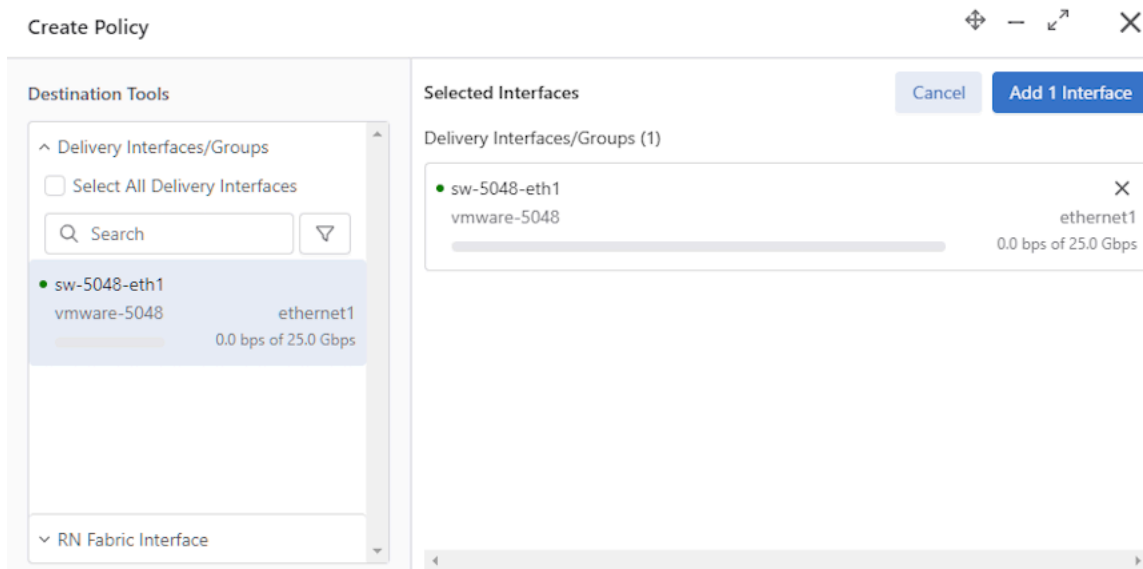 Create Policy
Destination Tools
Delivery Interfaces/Groups
Select All Delivery Interfaces
Search
sw-5048-eth1
vmware-5048 ethernet1
0.0 bps of 25.0 Gbps
RN Fabric Interface
Selected Interfaces
Cancel
Add 1 Interface
Delivery Interfaces/Groups (1)
sw-5048-eth1
vmware-5048 ethernet1
0.0 bps of 25.0 Gbps